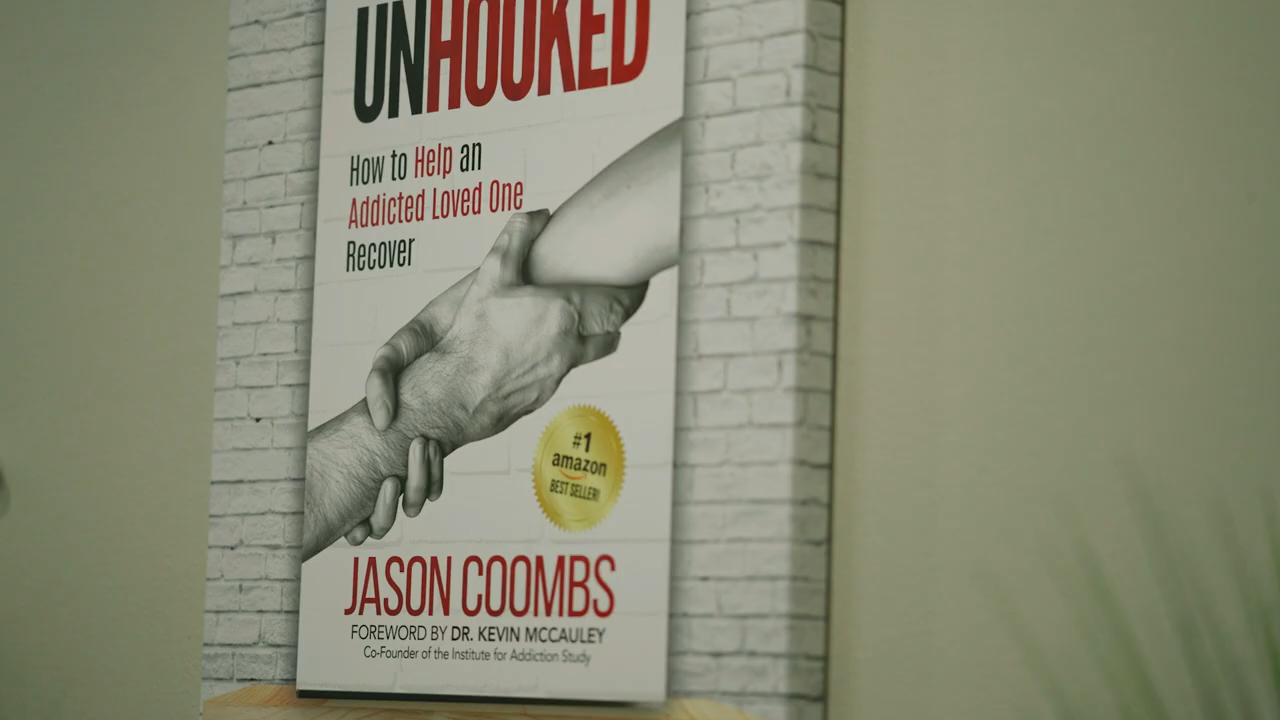 UNHOOKED
How to Help an
Addicted Loved One
Recover
#1
amazon
BEST SELLER!
JASON COOMBS
FOREWORD BY DR. KEVIN MCCAULEY
Co-Founder of the Institute for Addiction Study